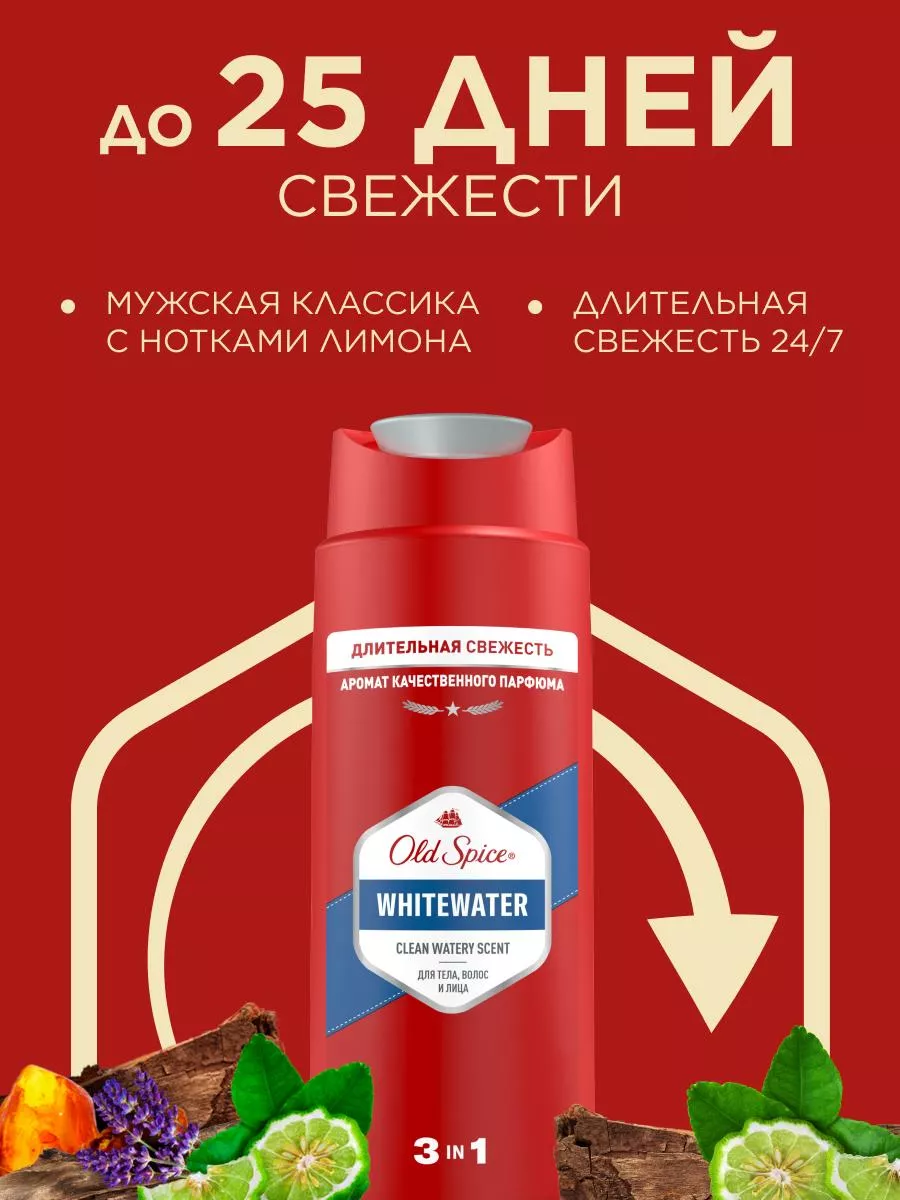 ДО 25 ДНЕЙ
СВЕЖЕСТИ
• МУЖСКАЯ КЛАССИКА
С НОТКАМИ ЛИМОНА
• ДЛИТЕЛЬНАЯ
СВЕЖЕСТЬ 24/7
ДЛИТЕЛЬНАЯ СВЕЖЕСТЬ
АРОМАТ КАЧЕСТВЕННОГО ПАРФЮМА
Old Spice®
WHITEWATER
CLEAN WATERY SCENT
ДЛЯ ТЕЛА, ВОЛОС
И ЛИЦА
3 IN 1